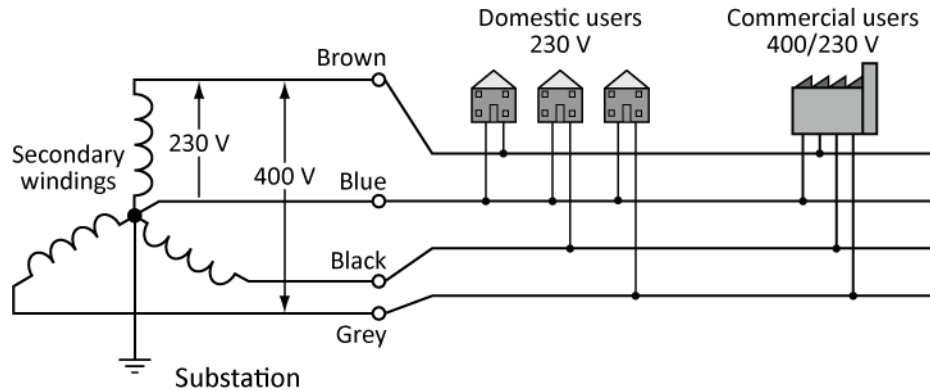 Domestic users
230 V
Commercial users
400/230 V
Brown
Secondary
windings
230 V
400 V
Blue
Black
Grey
Substation